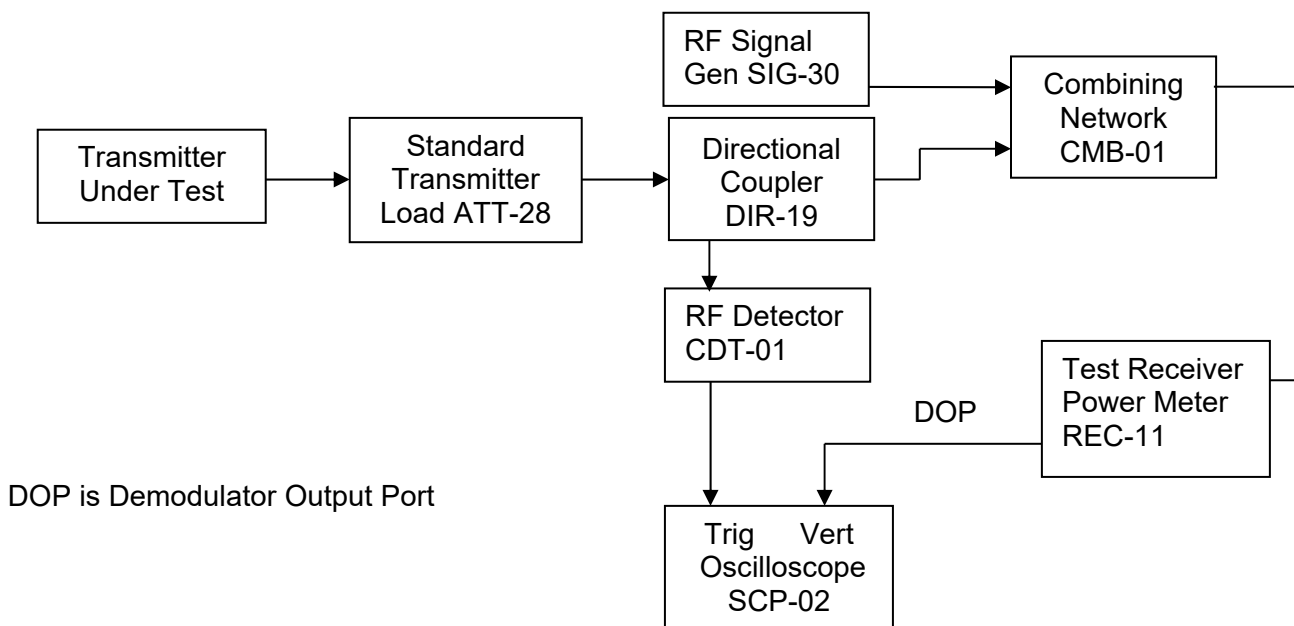 RF Signal
Gen SIG-30
Combining
Network
CMB-01
Transmitter
Under Test
Standard
Transmitter
Load ATT-28
Directional
Coupler
DIR-19
RF Detector
CDT-01
Test Receiver
Power Meter
REC-11
DOP
DOP is Demodulator Output Port
Trig Vert
Oscilloscope
SCP-02